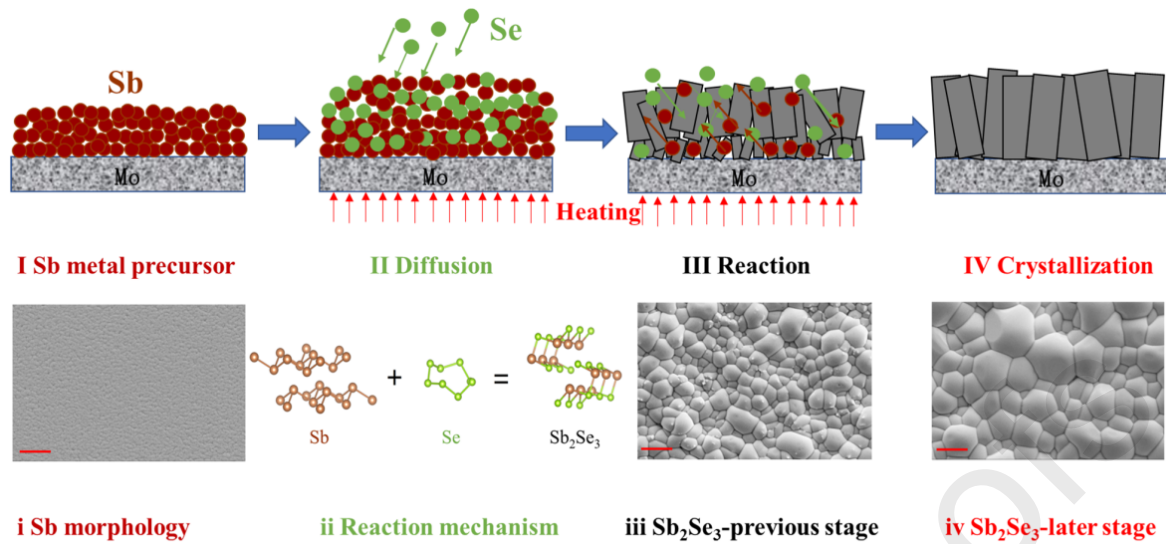 Se
Sb
Mo
Mo
Mo
Mo
Heating
I Sb metal precursor
II Diffusion
III Reaction
IV Crystallization
+
=
Sb
Se
Sb₂Se₃
i Sb morphology
ii Reaction mechanism
iii Sb₂Se₃-previous stage
iv Sb₂Se₃-later stage